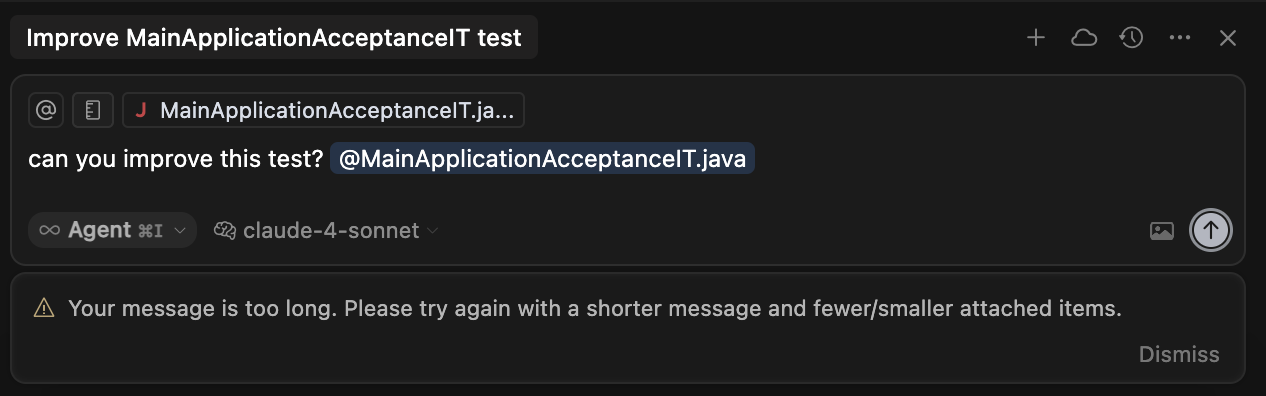 Improve MainApplicationAcceptanceIT test
@ J MainApplicationAcceptanceIT.ja...
can you improve this test? @MainApplicationAcceptanceIT.java
∞ Agent ⌘I claude-4-sonnet
Your message is too long. Please try again with a shorter message and fewer/smaller attached items.
Dismiss